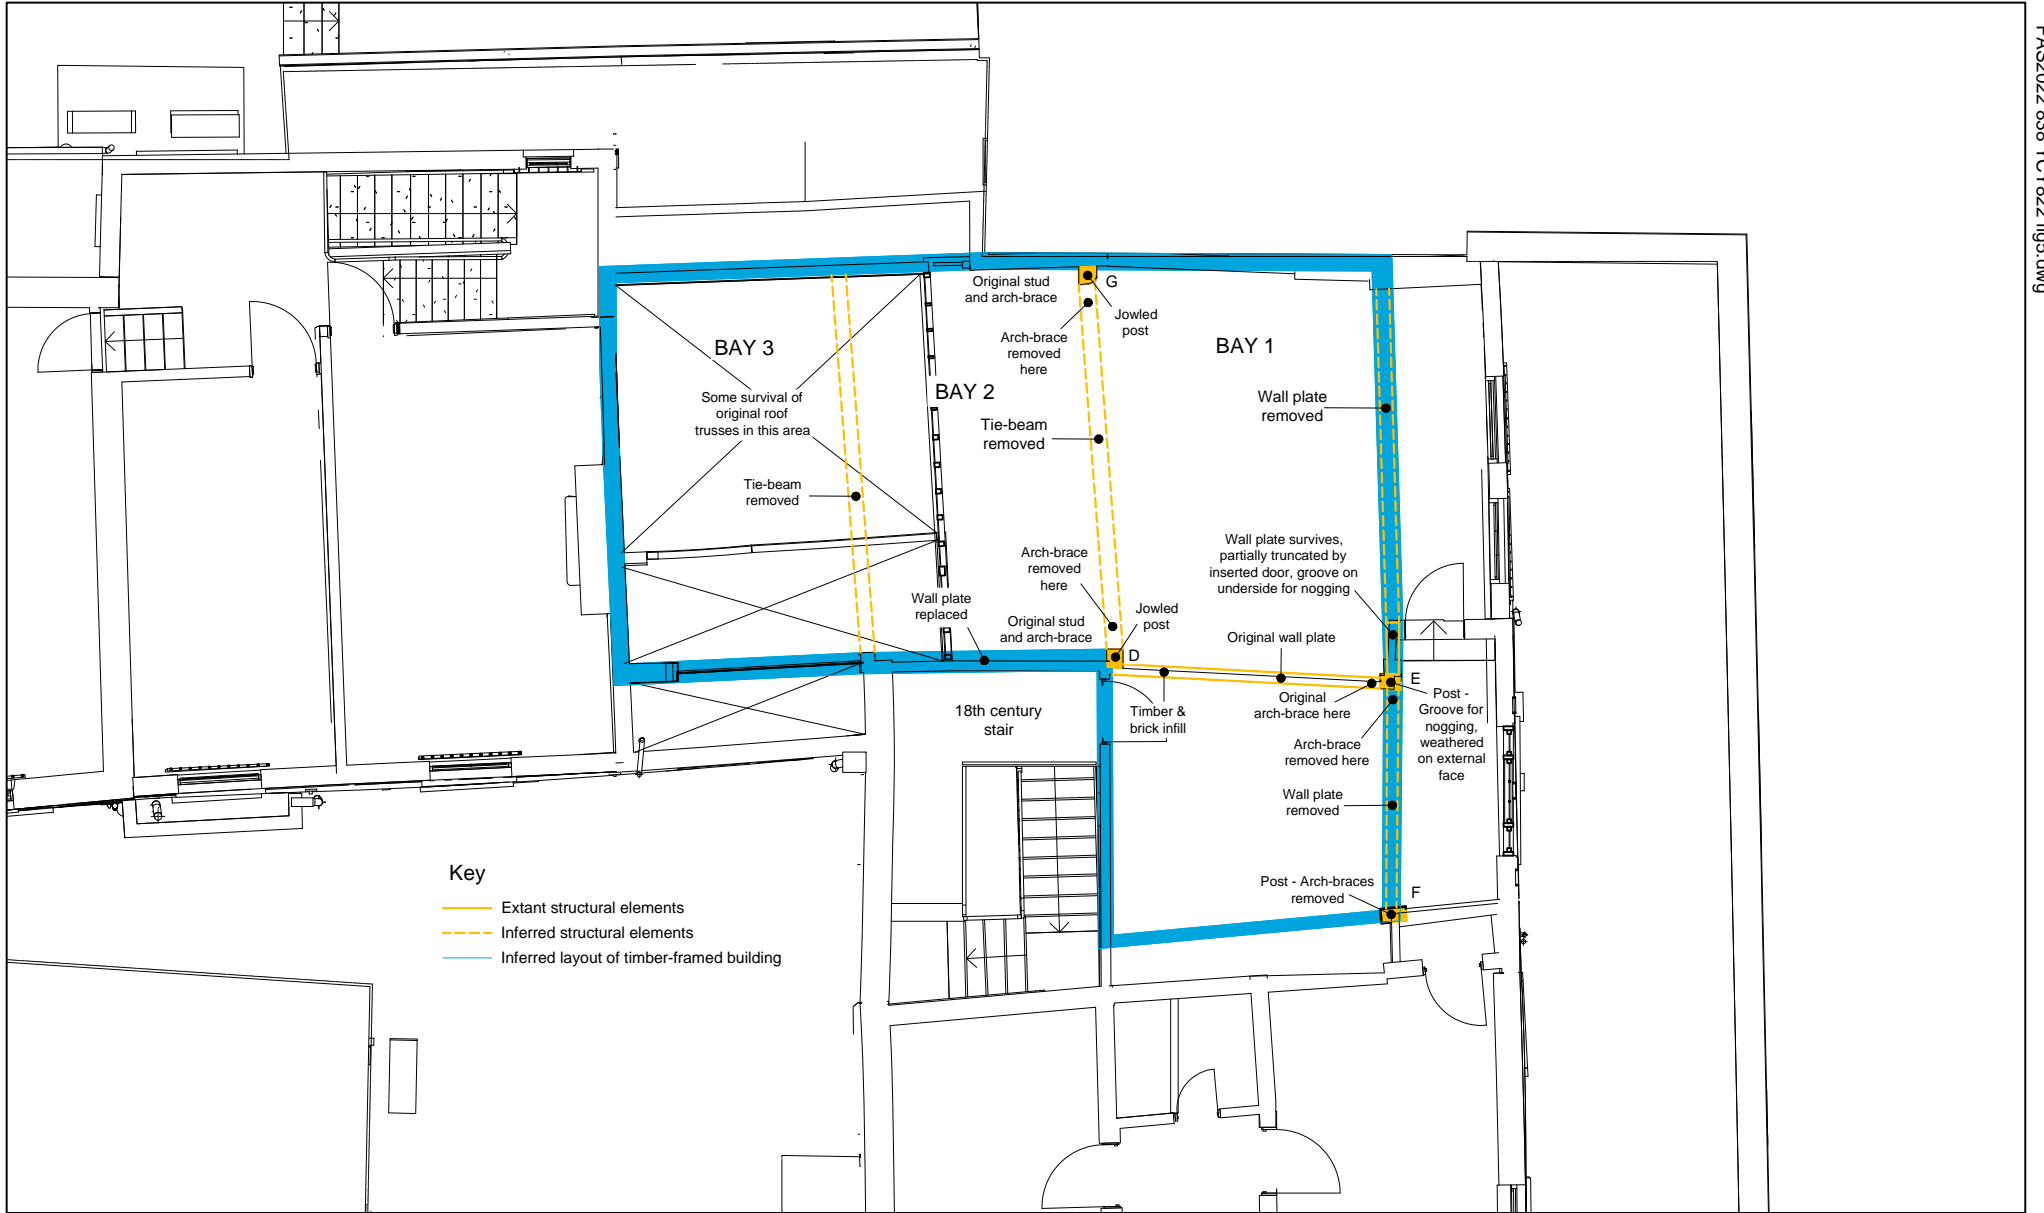 FAS2022 838 YCT822 fig5.dwg
Original stud
and arch-brace
G
Jowled
post
Arch-brace
removed
here
BAY 3
BAY 1
BAY 2
Some survival of
original roof
trusses in this area
Tie-beam
removed
Wall plate
removed
Tie-beam
removed
Wall plate survives,
partially truncated by
inserted door, groove on
underside for nogging
Arch-brace
removed
here
Wall plate
replaced
Original stud
and arch-brace
Jowled
post
D
Original wall plate
E
Original
arch-brace here
Post -
Groove for
nogging,
weathered
on external
face
18th century
stair
Timber &
brick infill
Arch-brace
removed here
Wall plate
removed
Post - Arch-braces
removed
F
Key
Extant structural elements
Inferred structural elements
Inferred layout of timber-framed building